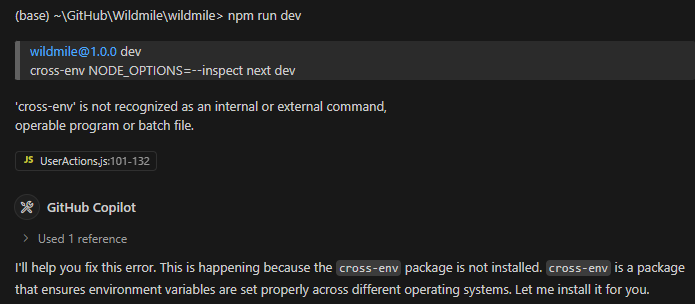 (base) ~\GitHub\Wildmile\wildmile> npm run dev
wildmile@1.0.0 dev
cross-env NODE_OPTIONS=--inspect next dev
'cross-env' is not recognized as an internal or external command,
operable program or batch file.
JS UserActions.js:101-132
GitHub Copilot
Used 1 reference
I'll help you fix this error. This is happening because the cross-env package is not installed. cross-env is a package
that ensures environment variables are set properly across different operating systems. Let me install it for you.